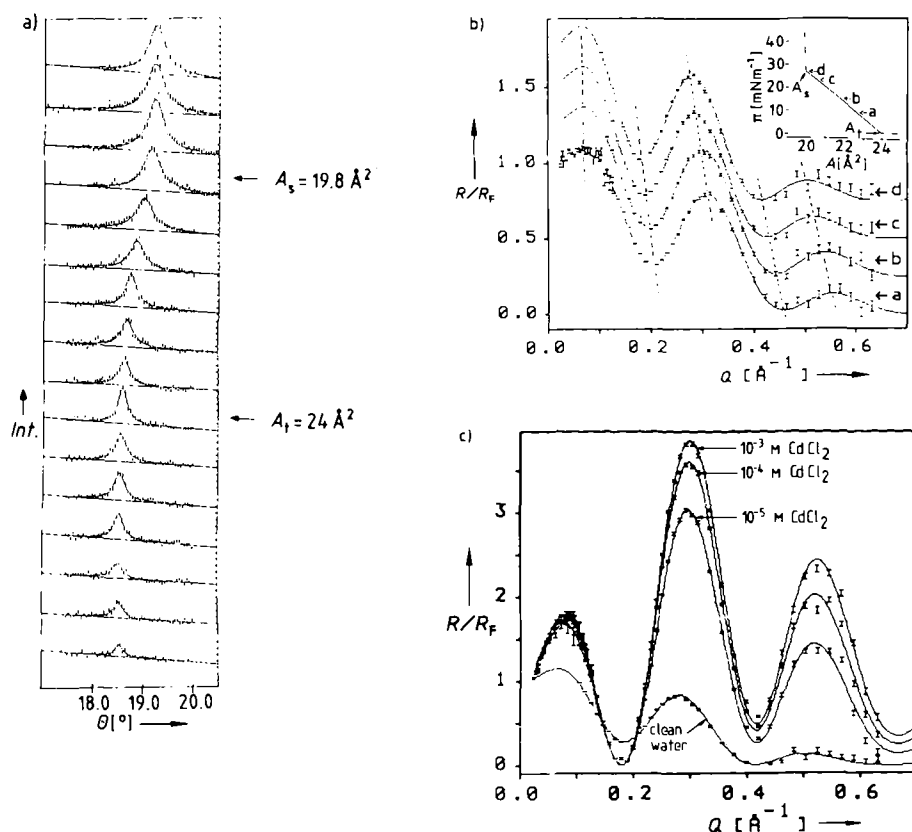 a)
A_s = 19.8 Å²
A_t = 24 Å²
Int.
18.0 19.0 20.0
θ[°]
b)
1.5
1.0
0.5
0.0
R/R_F
0.0 0.2 0.4 0.6
Q [Å⁻¹]
d
c
b
a
π [mNm⁻¹]
40
30
20
10
0
A_s
d
c
b
a
A_t
20 22 24
A[Å²]
c)
10⁻³ M CdCl₂
10⁻⁴ M CdCl₂
10⁻⁵ M CdCl₂
clean
water
3
2
1
0
R/R_F
0.0 0.2 0.4 0.6
Q [Å⁻¹]